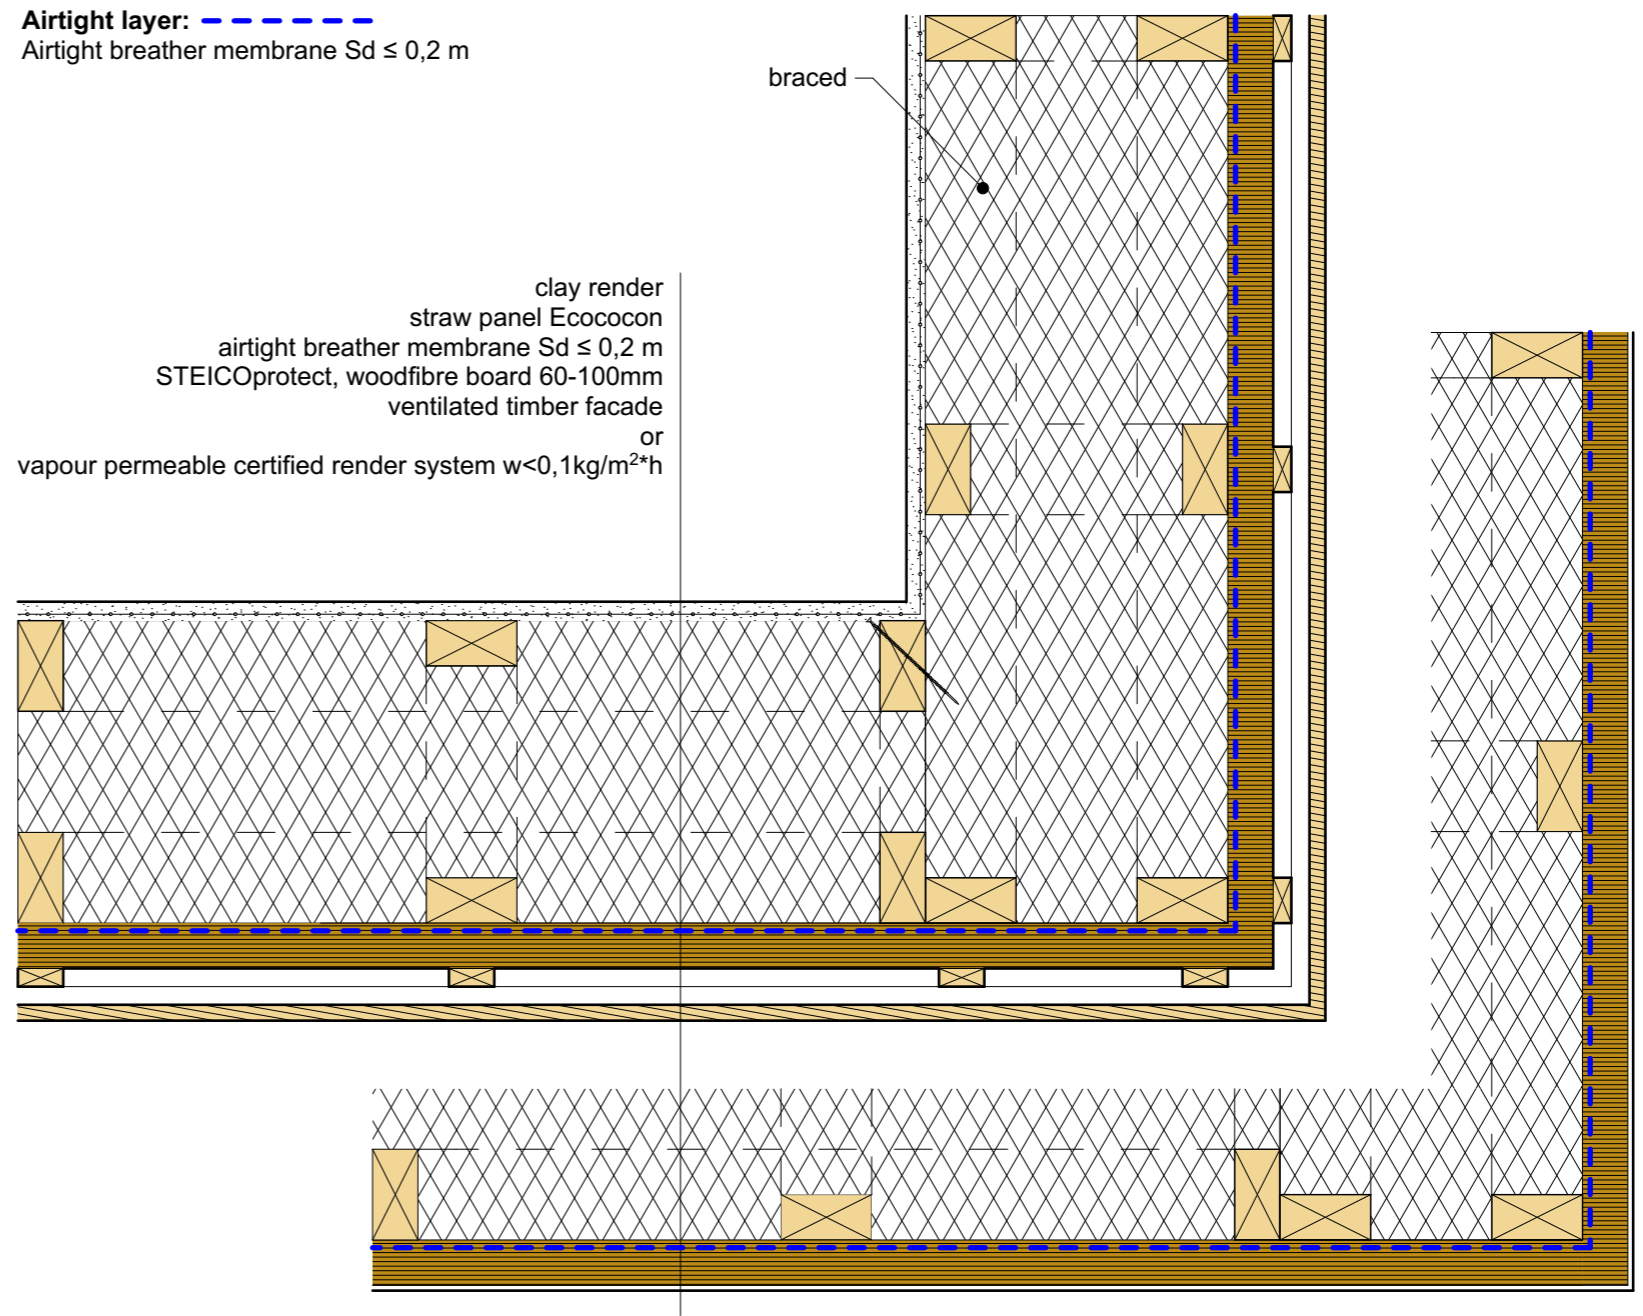 Airtight layer:
Airtight breather membrane Sd ≤ 0,2 m
braced
clay render
straw panel Ecococon
airtight breather membrane Sd ≤ 0,2 m
STEICOprotect, woodfibre board 60-100mm
ventilated timber facade
or
vapour permeable certified render system w<0,1kg/m²*h